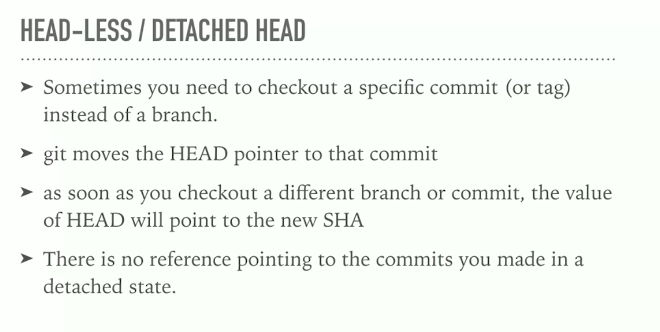 HEAD-LESS / DETACHED HEAD
➤ Sometimes you need to checkout a specific commit (or tag)
instead of a branch.
➤ git moves the HEAD pointer to that commit
➤ as soon as you checkout a different branch or commit, the value
of HEAD will point to the new SHA
➤ There is no reference pointing to the commits you made in a
detached state.